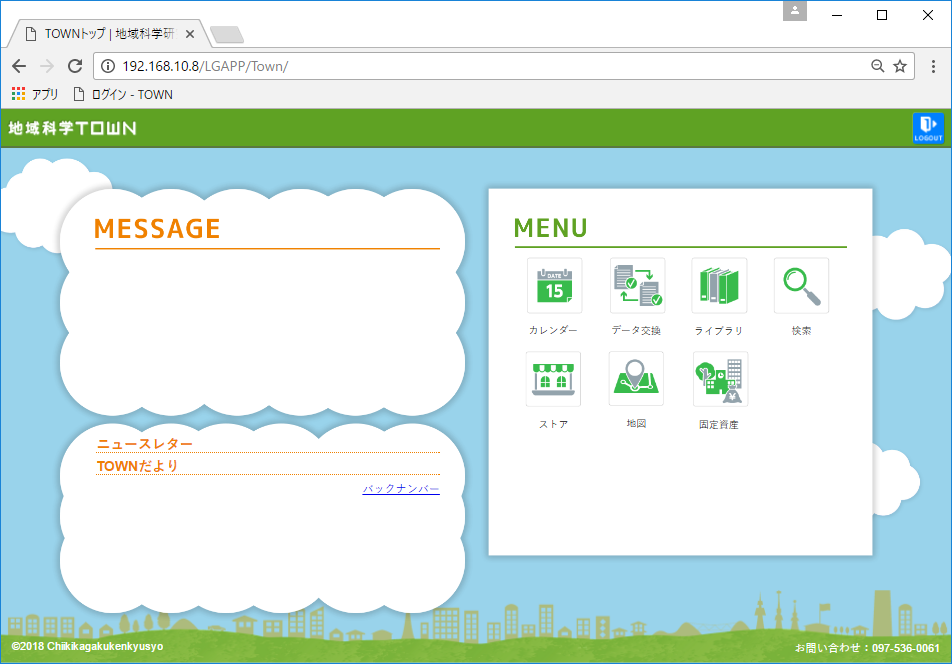 TOWNトップ | 地域科学研
192.168.10.8/LGAPP/Town/
アプリ
ログイン - TOWN
地域科学TOWN
LOGOUT
MESSAGE
MENU
DATE
15
カレンダー
データ交換
ライブラリ
検索
¥
ストア
地図
固定資産
ニュースレター
TOWNだより
バックナンバー
©2018 Chiikikagakukenkyusyo
お問い合わせ：097-536-0061